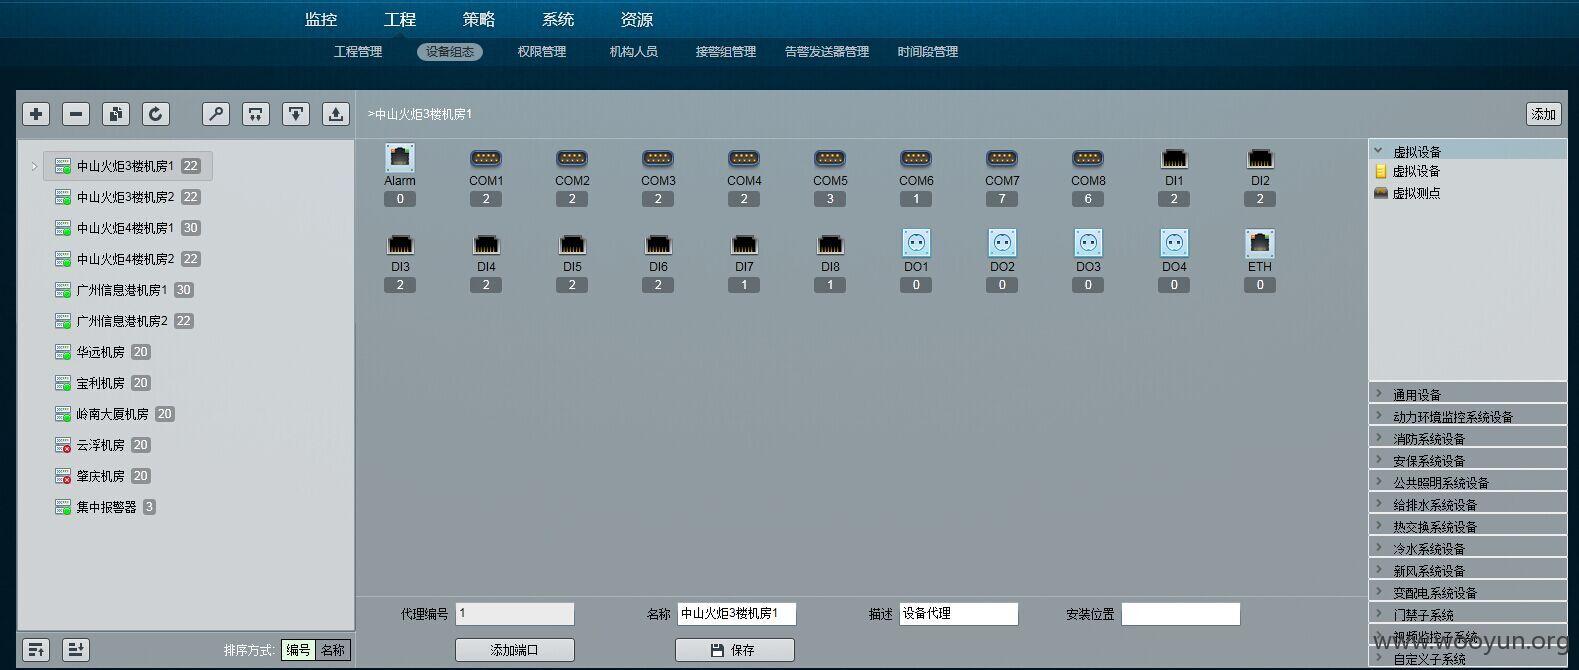 监控 工程 策略 系统 资源
工程管理 设备组态 权限管理 机构人员 接警组管理 告警发送器管理 时间段管理
>中山火炬3楼机房1
添加
中山火炬3楼机房1 22
中山火炬3楼机房2 22
中山火炬4楼机房1 30
中山火炬4楼机房2 22
广州信息港机房1 30
广州信息港机房2 22
华远机房 20
宝利机房 20
岭南大厦机房 20
云浮机房 20
肇庆机房 20
集中报警器 3
排序方式: 编号 名称
Alarm COM1 COM2 COM3 COM4 COM5 COM6 COM7 COM8 DI1 DI2
0 2 2 2 2 3 1 7 6 2 2
DI3 DI4 DI5 DI6 DI7 DI8 DO1 DO2 DO3 DO4 ETH
2 2 2 2 1 1 0 0 0 0 0
代理编号 1 名称 中山火炬3楼机房1 描述 设备代理 安装位置
添加端口 保存
虚拟设备
虚拟设备
虚拟测点
通用设备
动力环境监控系统设备
消防系统设备
安保系统设备
公共照明系统设备
给排水系统设备
热交换系统设备
冷水系统设备
新风系统设备
变配电系统设备
门禁子系统
视频监控子系统
自定义子系统
www.wooyun.org